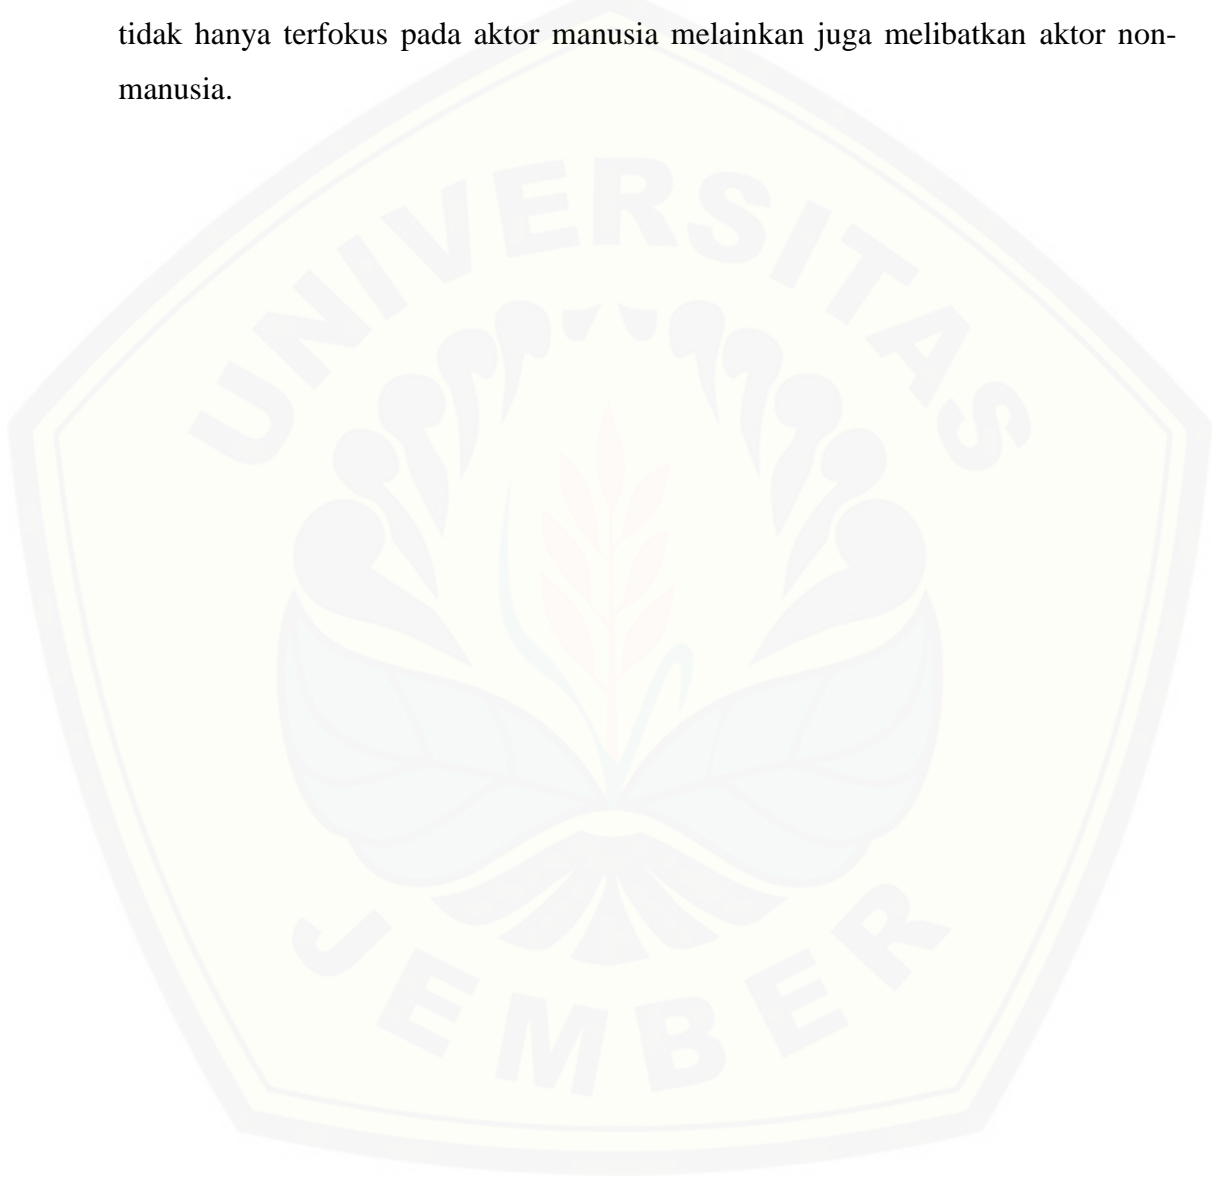 tidak hanya terfokus pada aktor manusia melainkan juga melibatkan aktor non-
manusia.
UNIVERSITAS
JEMBER